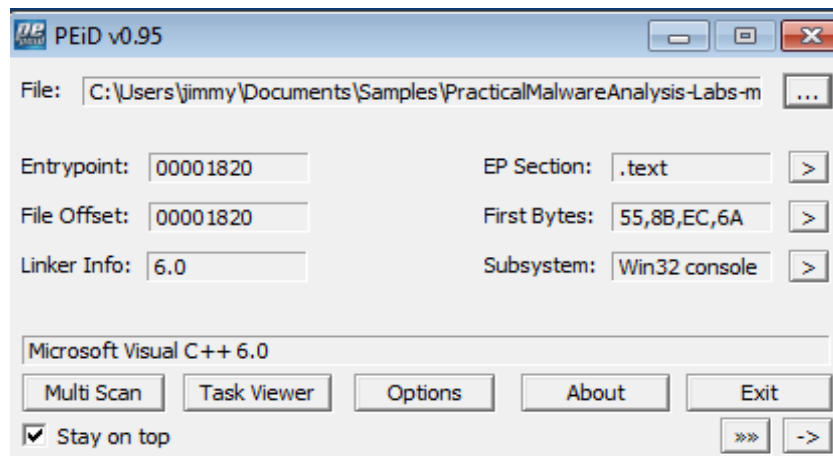 PEiD v0.95
File: C:\Users\jimmy\Documents\Samples\PracticalMalwareAnalysis-Labs-m ...
Entrypoint: 00001820 EP Section: .text >
File Offset: 00001820 First Bytes: 55,8B,EC,6A >
Linker Info: 6.0 Subsystem: Win32 console >
Microsoft Visual C++ 6.0
Multi Scan Task Viewer Options About Exit
Stay on top »» ->